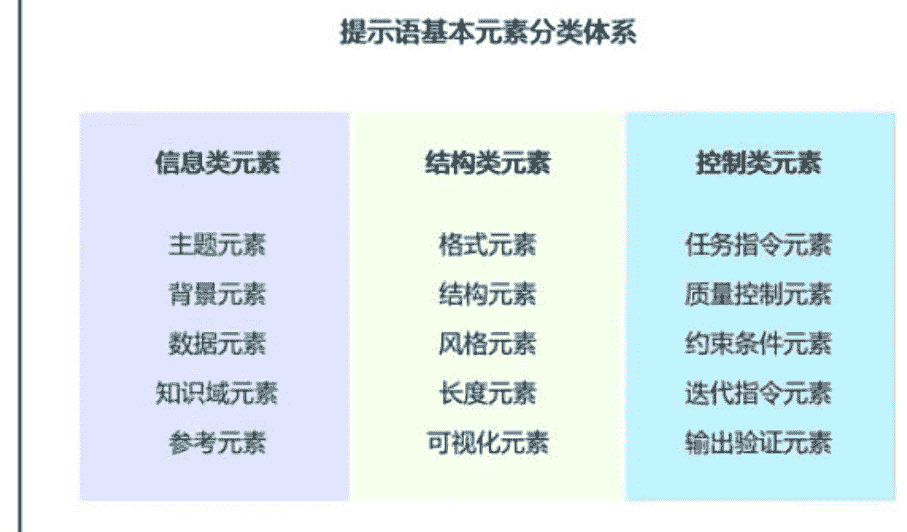 提示语基本元素分类体系
信息类元素
主题元素
背景元素
数据元素
知识域元素
参考元素
结构类元素
格式元素
结构元素
风格元素
长度元素
可视化元素
控制类元素
任务指令元素
质量控制元素
约束条件元素
迭代指令元素
输出验证元素